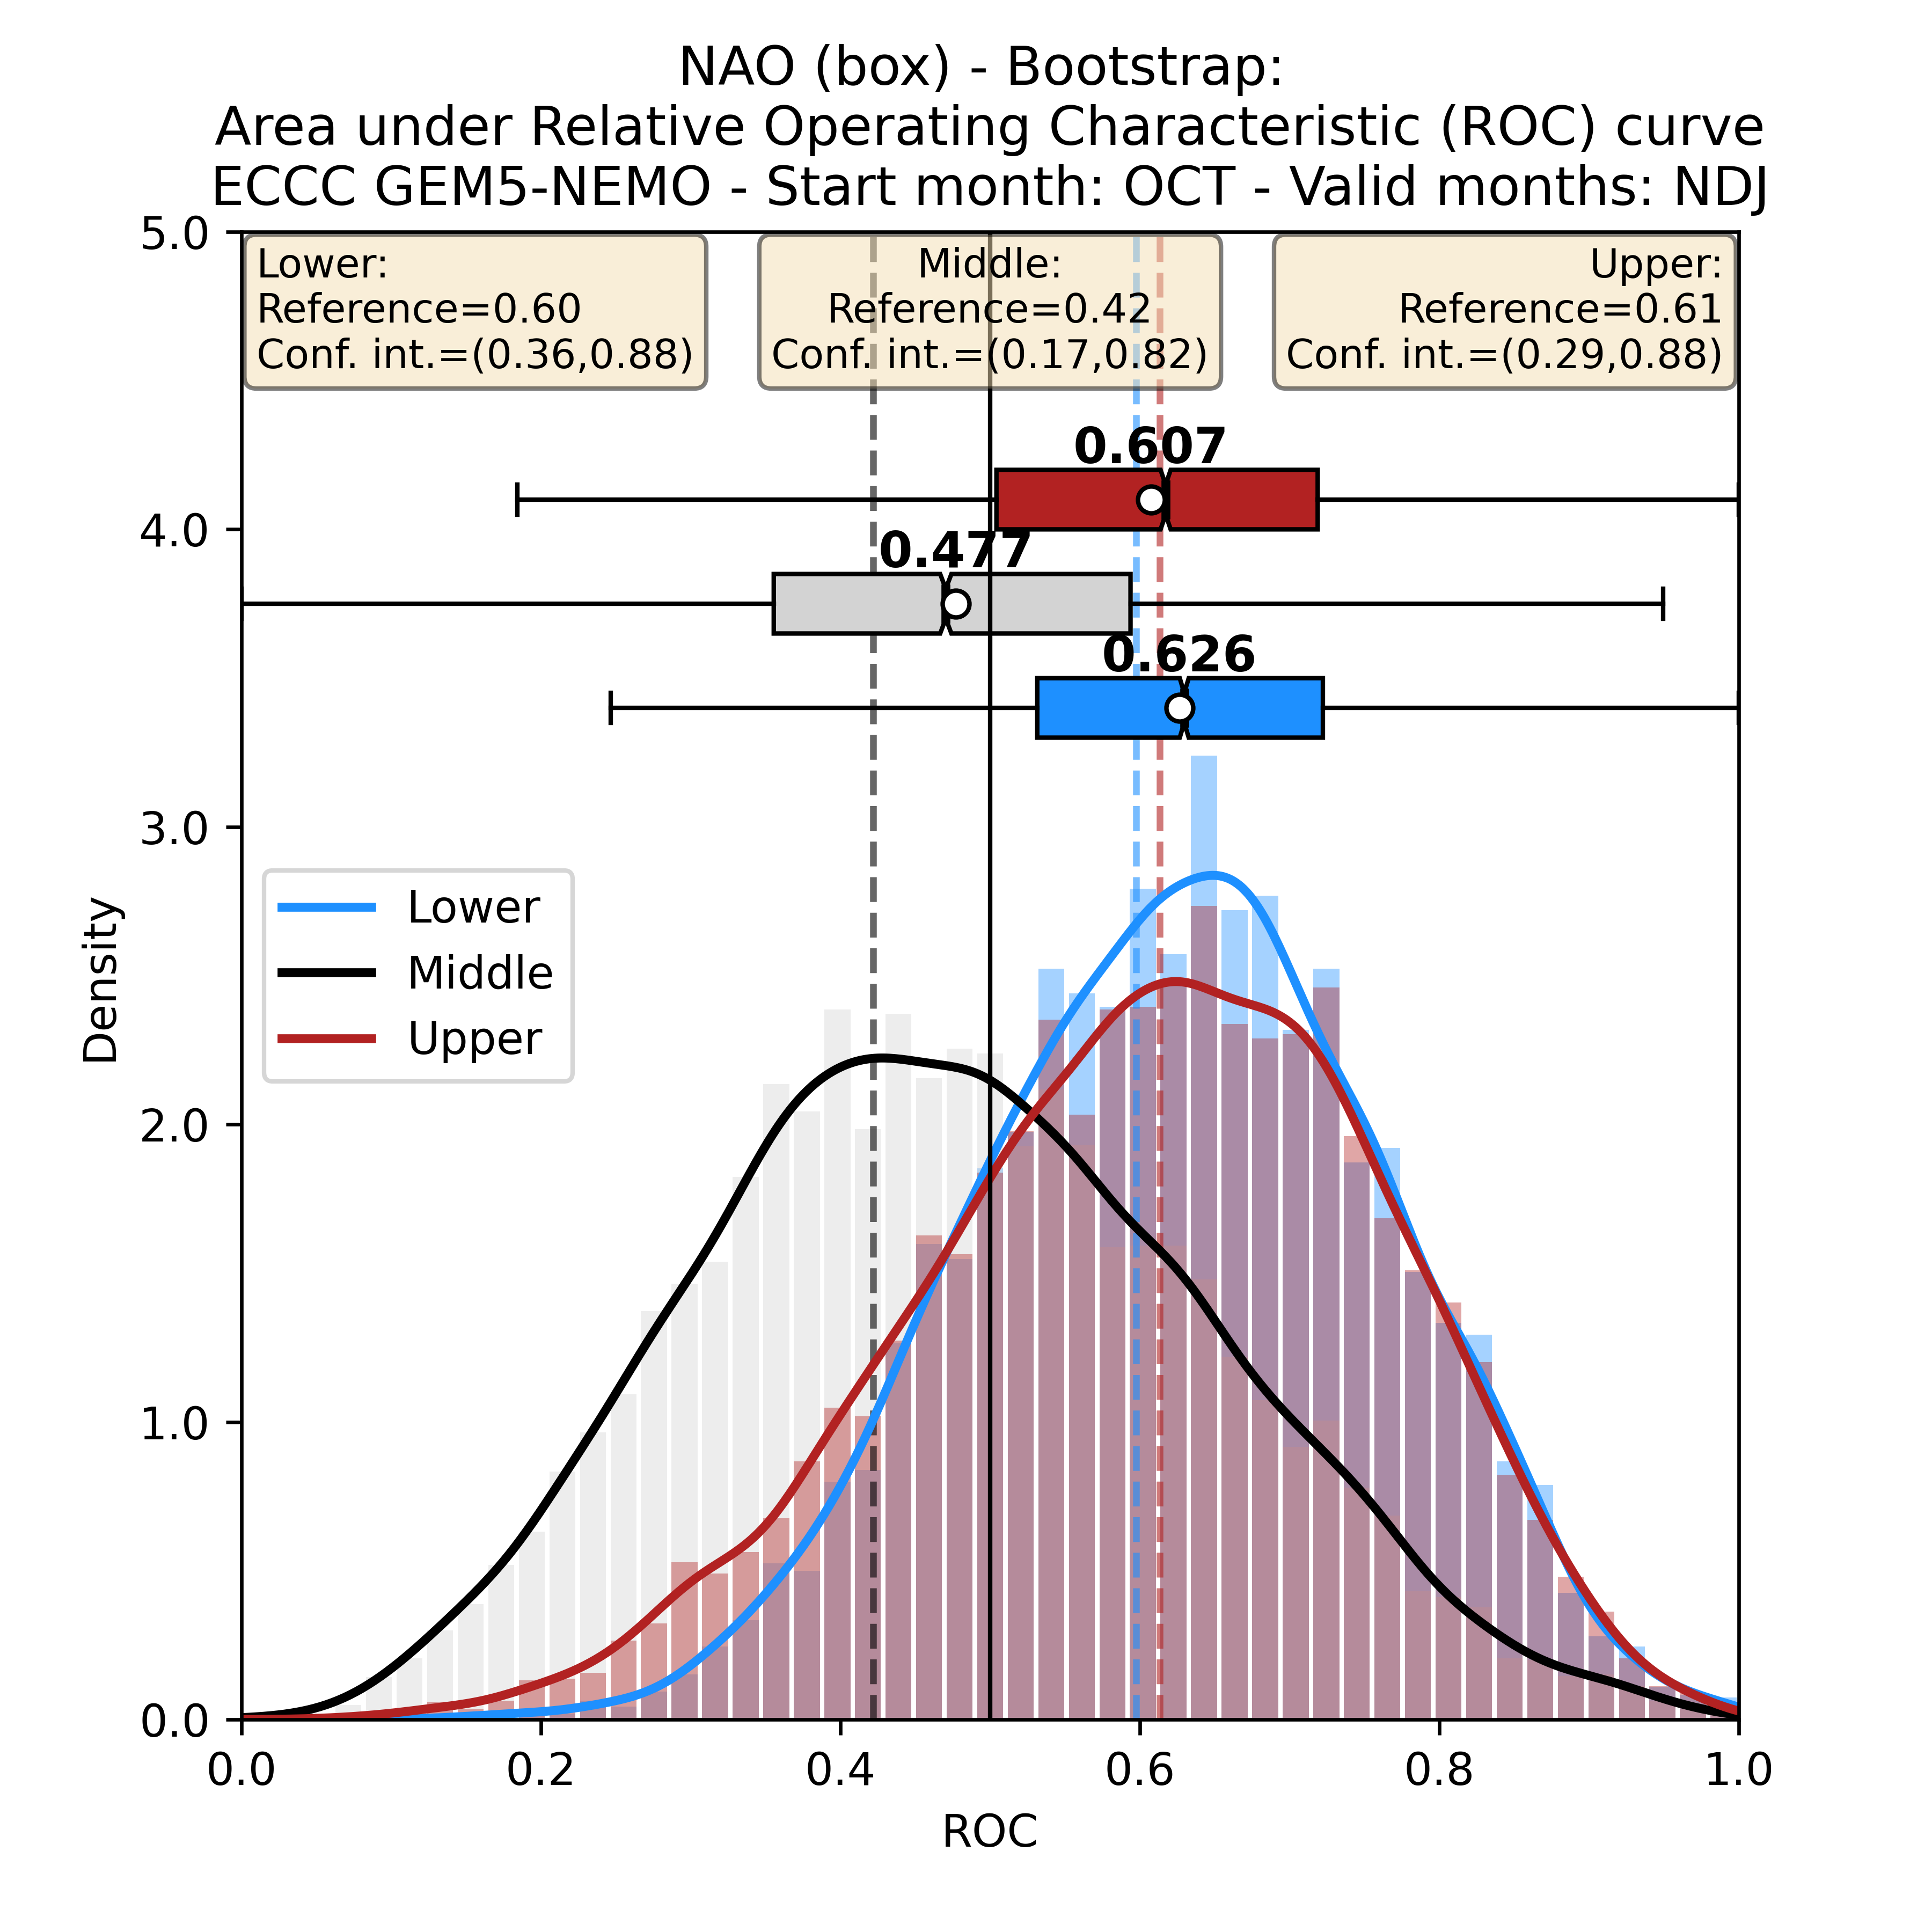 NAO (box) - Bootstrap:
Area under Relative Operating Characteristic (ROC) curve
ECCC GEM5-NEMO - Start month: OCT - Valid months: NDJ
Lower:
Reference=0.60
Conf. int.=(0.36,0.88)
Middle:
Reference=0.42
Conf. int.=(0.17,0.82)
Upper:
Reference=0.61
Conf. int.=(0.29,0.88)
0.607
0.477
0.626
Lower
Middle
Upper
Density
5.0
4.0
3.0
2.0
1.0
0.0
0.0
0.2
0.4
0.6
0.8
1.0
ROC